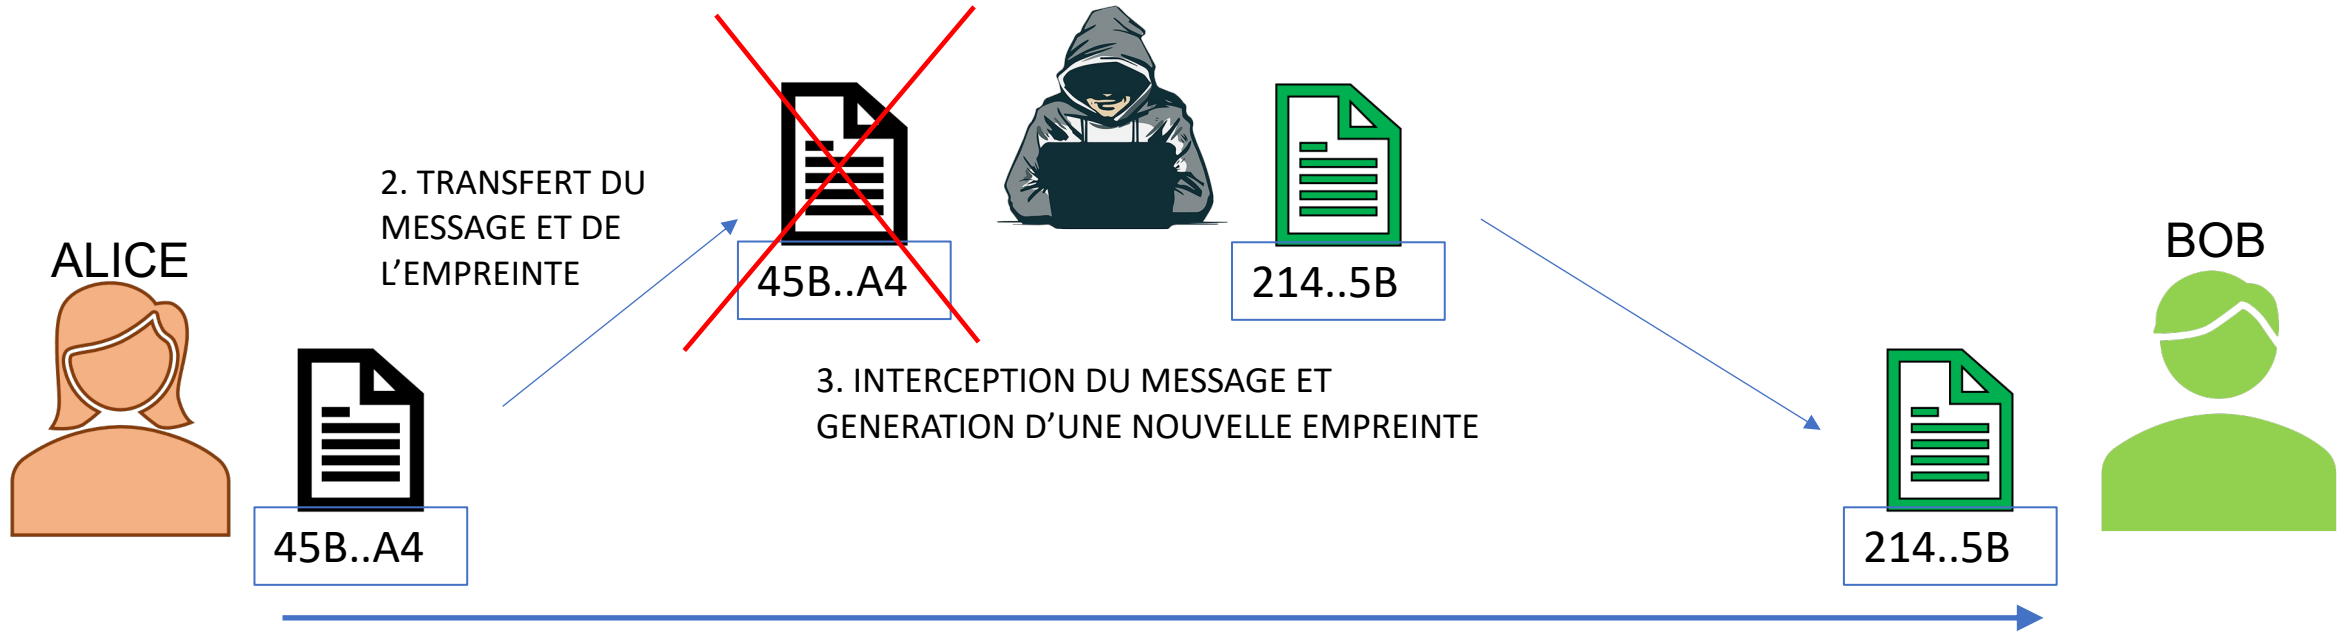 ALICE
45B..A4
2. TRANSFERT DU
MESSAGE ET DE
L’EMPREINTE
45B..A4
214..5B
3. INTERCEPTION DU MESSAGE ET
GENERATION D’UNE NOUVELLE EMPREINTE
BOB
214..5B